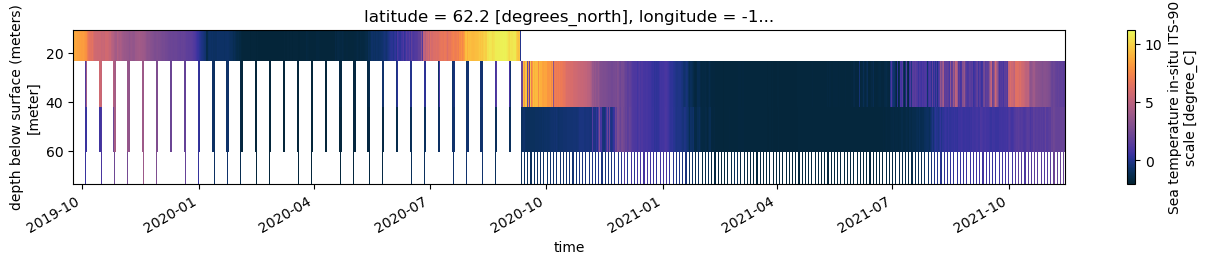 latitude = 62.2 [degrees_north], longitude = -1...
depth below surface (meters)
[meter]
20
40
60
2019-10
2020-01
2020-04
2020-07
2020-10
2021-01
2021-04
2021-07
2021-10
time
10
5
0
Sea temperature in-situ ITS-90
scale [degree_C]